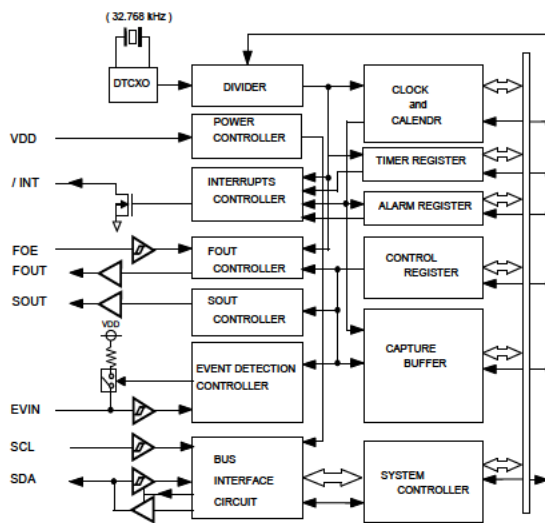 ( 32.768 kHz )
DTCXO
DIVIDER
CLOCK
and
CALENDR
POWER
CONTROLLER
VDD
TIMER REGISTER
/ INT
INTERRUPTS
CONTROLLER
ALARM REGISTER
FOE
FOUT
FOUT
CONTROLLER
CONTROL
REGISTER
SOUT
SOUT
CONTROLLER
VDD
CAPTURE
BUFFER
EVENT DETECTION
CONTROLLER
EVIN
SCL
SDA
BUS
INTERFACE
CIRCUIT
SYSTEM
CONTROLLER